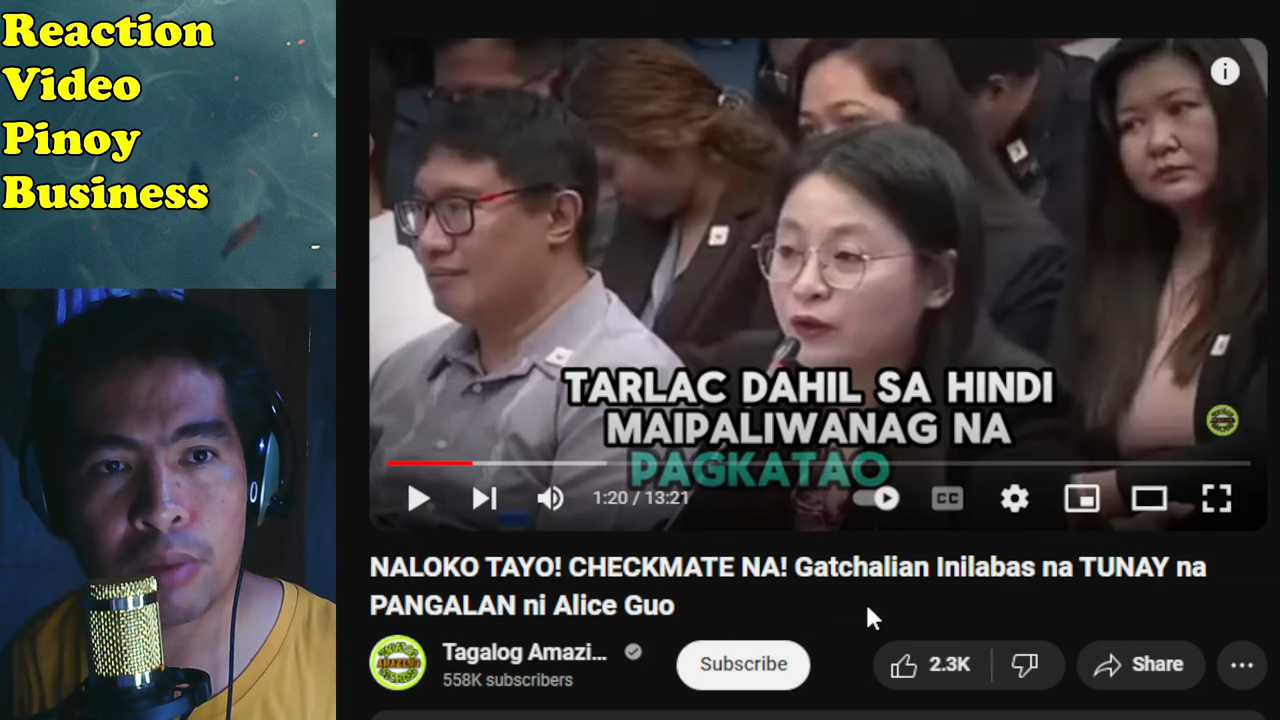 Reaction
Video
Pinoy
Business
TARLAC DAHIL SA HINDI
MAIPALIWANAG NA
PAGKATAO
1:20 / 13:21
CC
NALOKO TAYO! CHECKMATE NA! Gatchalian Inilabas na TUNAY na
PANGALAN ni Alice Guo
Tagalog Amazi...
558K subscribers
Subscribe
2.3K
Share